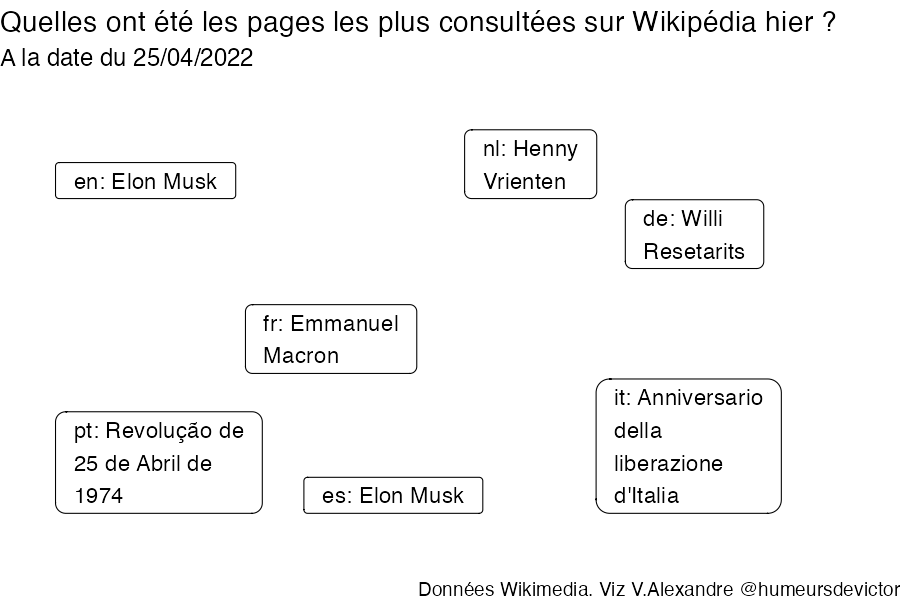 Quelles ont été les pages les plus consultées sur Wikipédia hier ?
A la date du 25/04/2022
en: Elon Musk
nl: Henny
Vrienten
de: Willi
Resetarits
fr: Emmanuel
Macron
pt: Revolução de
25 de Abril de
1974
es: Elon Musk
it: Anniversario
della
liberazione
d'Italia
Données Wikimedia. Viz V.Alexandre @humeursdevictor